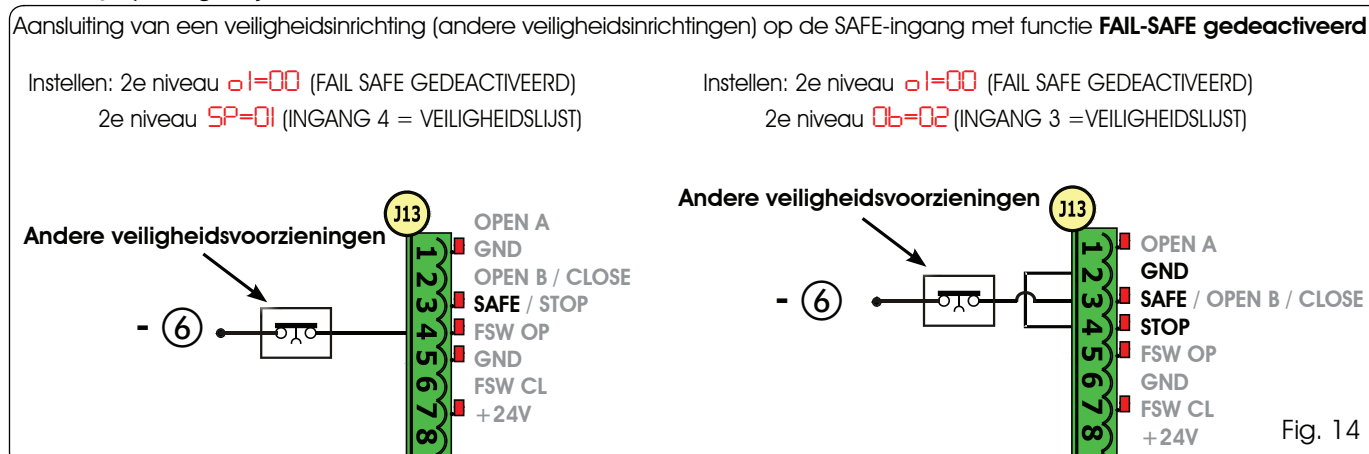 Aansluiting van een veiligheidsinrichting (andere veiligheidsinrichtingen) op de SAFE-ingang met functie FAIL-SAFE gedeactiveerd
Instellen: 2e niveau o1=00 (FAIL SAFE GEDEACTIVEERD)
2e niveau SP=01 (INGANG 4 = VEILIGHEIDSLIJST)
Andere veiligheidsvoorzieningen
J13
- 6
1
2
3
4
5
6
7
8
OPEN A
GND
OPEN B / CLOSE
SAFE / STOP
FSW OP
GND
FSW CL
+24V
Instellen: 2e niveau o1=00 (FAIL SAFE GEDEACTIVEERD)
2e niveau 0b=02 (INGANG 3 =VEILIGHEIDSLIJST)
Andere veiligheidsvoorzieningen
J13
- 6
1
2
3
4
5
6
7
8
OPEN A
GND
SAFE / OPEN B / CLOSE
STOP
FSW OP
GND
FSW CL
+24V
Fig. 14